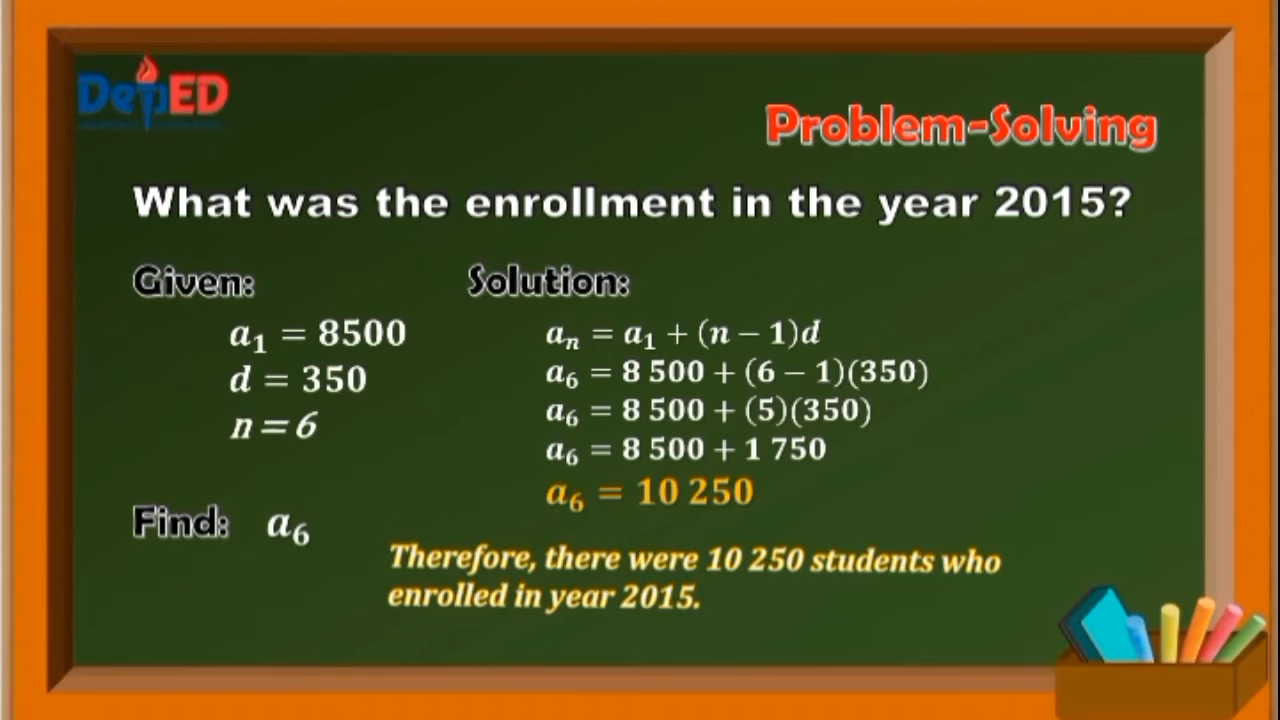 DepED
Problem-Solving
What was the enrollment in the year 2015?
Given:
a₁ = 8500
d = 350
n = 6
Find: a₆
Solution:
aₙ = a₁ + (n − 1)d
a₆ = 8 500 + (6 − 1)(350)
a₆ = 8 500 + (5)(350)
a₆ = 8 500 + 1 750
a₆ = 10 250
Therefore, there were 10 250 students who
enrolled in year 2015.